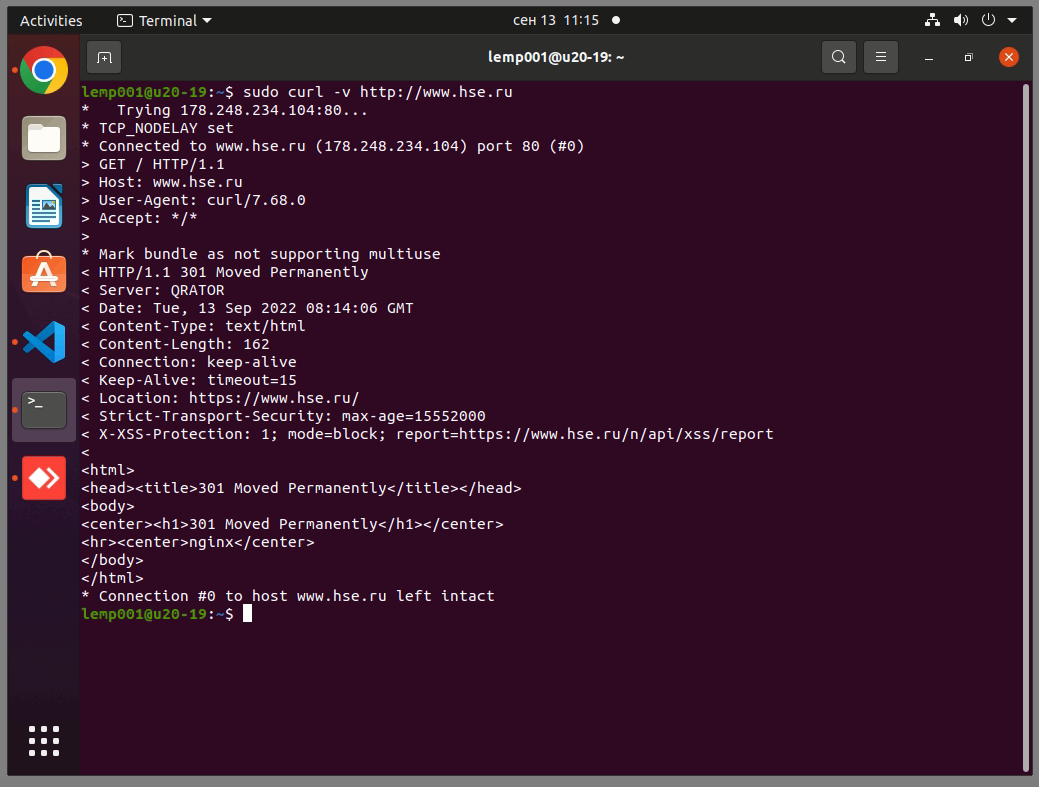 Activities
Terminal
сен 13 11:15
lemp001@u20-19: ~
lemp001@u20-19:~$ sudo curl -v http://www.hse.ru
*   Trying 178.248.234.104:80...
* TCP_NODELAY set
* Connected to www.hse.ru (178.248.234.104) port 80 (#0)
> GET / HTTP/1.1
> Host: www.hse.ru
> User-Agent: curl/7.68.0
> Accept: */*
>
* Mark bundle as not supporting multiuse
< HTTP/1.1 301 Moved Permanently
< Server: QRATOR
< Date: Tue, 13 Sep 2022 08:14:06 GMT
< Content-Type: text/html
< Content-Length: 162
< Connection: keep-alive
< Keep-Alive: timeout=15
< Location: https://www.hse.ru/
< Strict-Transport-Security: max-age=15552000
< X-XSS-Protection: 1; mode=block; report=https://www.hse.ru/n/api/xss/report
<
<html>
<head><title>301 Moved Permanently</title></head>
<body>
<center><h1>301 Moved Permanently</h1></center>
<hr><center>nginx</center>
</body>
</html>
* Connection #0 to host www.hse.ru left intact
lemp001@u20-19:~$